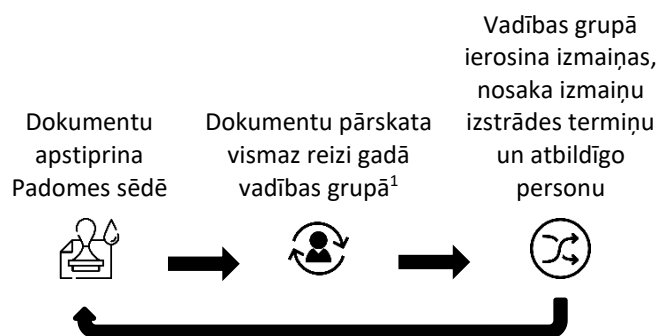 Dokumentu
apstiprina
Padomes sēdē
Dokumentu pārskata
vismaz reizi gadā
vadības grupā¹
Vadības grupā
ierosina izmaiņas,
nosaka izmaiņu
izstrādes termiņu
un atbildīgo
personu